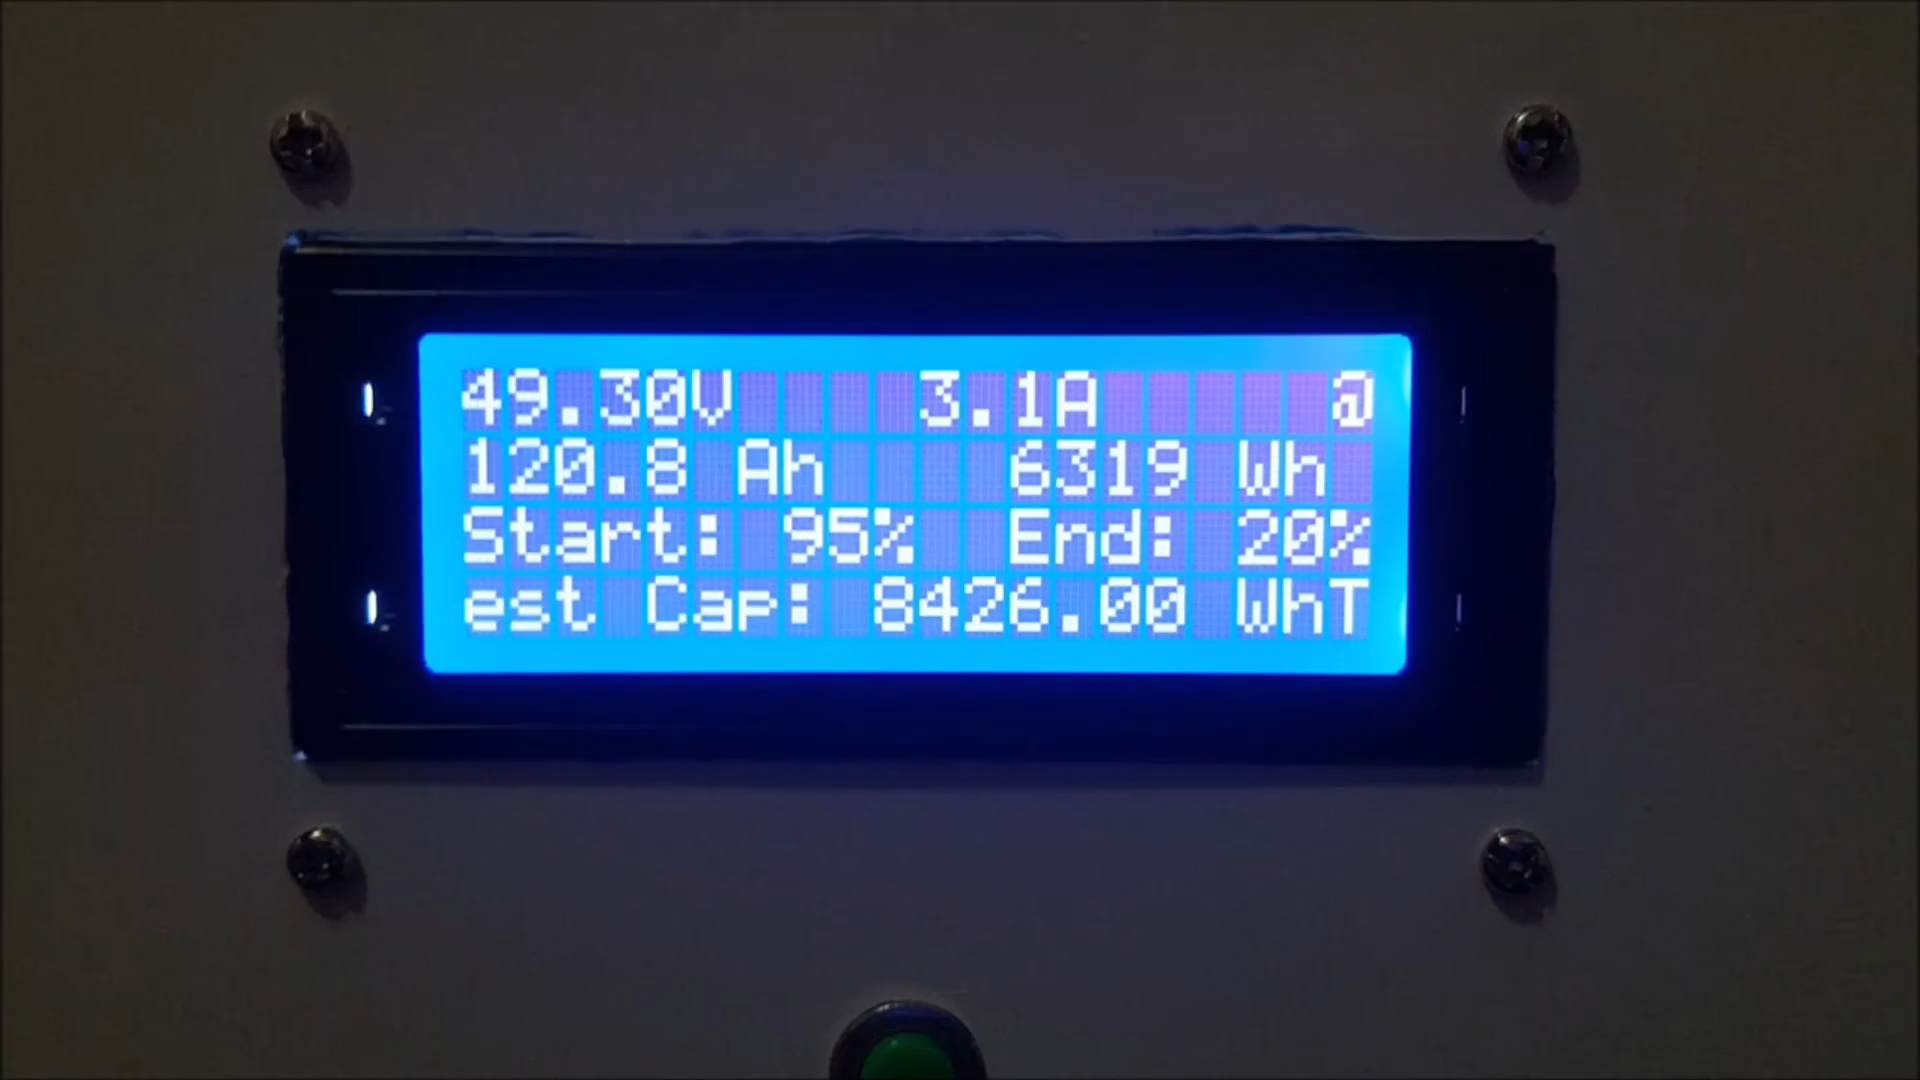 49.30V 3.1A @
120.8 Ah 6319 Wh
Start: 95% End: 20%
est Cap: 8426.00 WhT